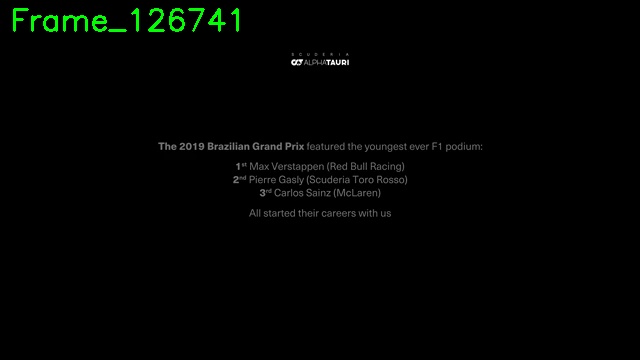 Frame_126741
SCUDERIA
ALPHATAURI
The 2019 Brazilian Grand Prix featured the youngest ever F1 podium:
1st Max Verstappen (Red Bull Racing)
2nd Pierre Gasly (Scuderia Toro Rosso)
3rd Carlos Sainz (McLaren)
All started their careers with us